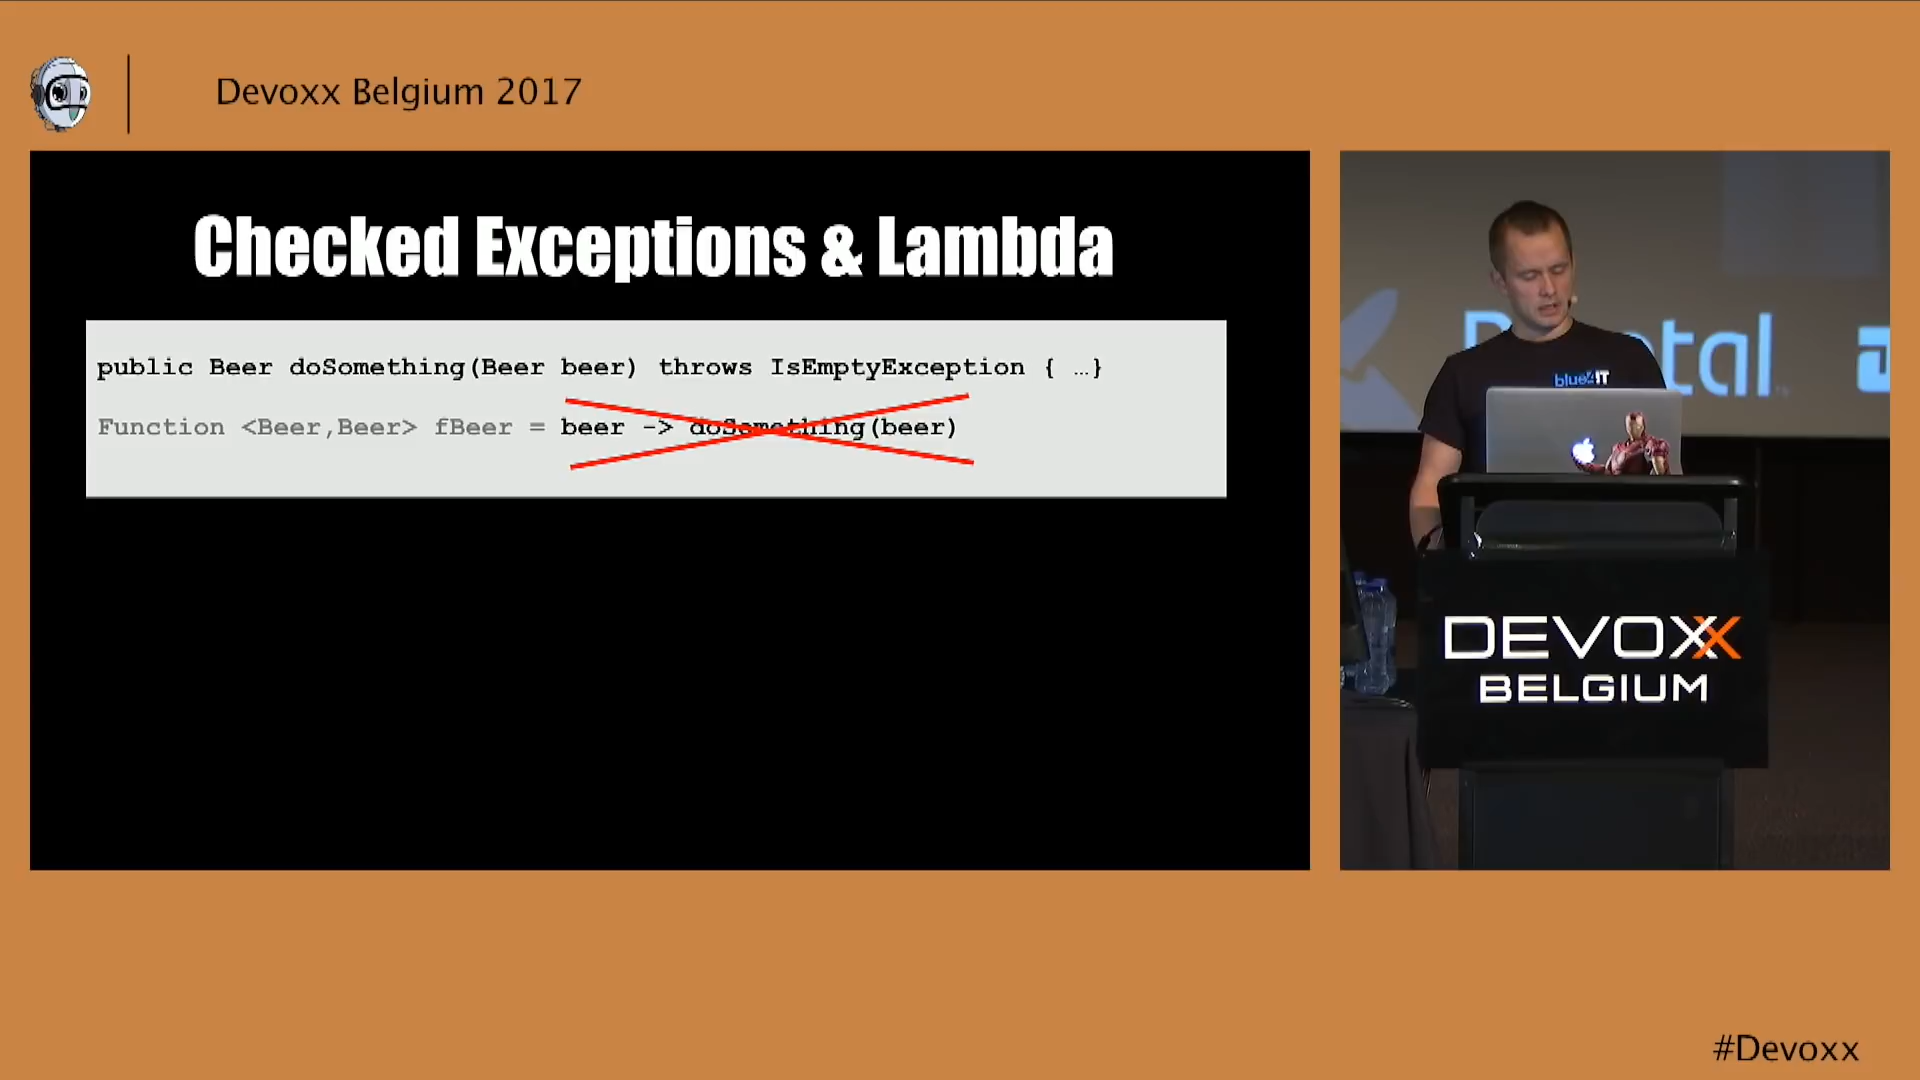 Devoxx Belgium 2017
Checked Exceptions & Lambda
public Beer doSomething(Beer beer) throws IsEmptyException { …}
Function <Beer,Beer> fBeer = beer -> doSomething(beer)
blue4IT
DEVOXX
BELGIUM
#Devoxx